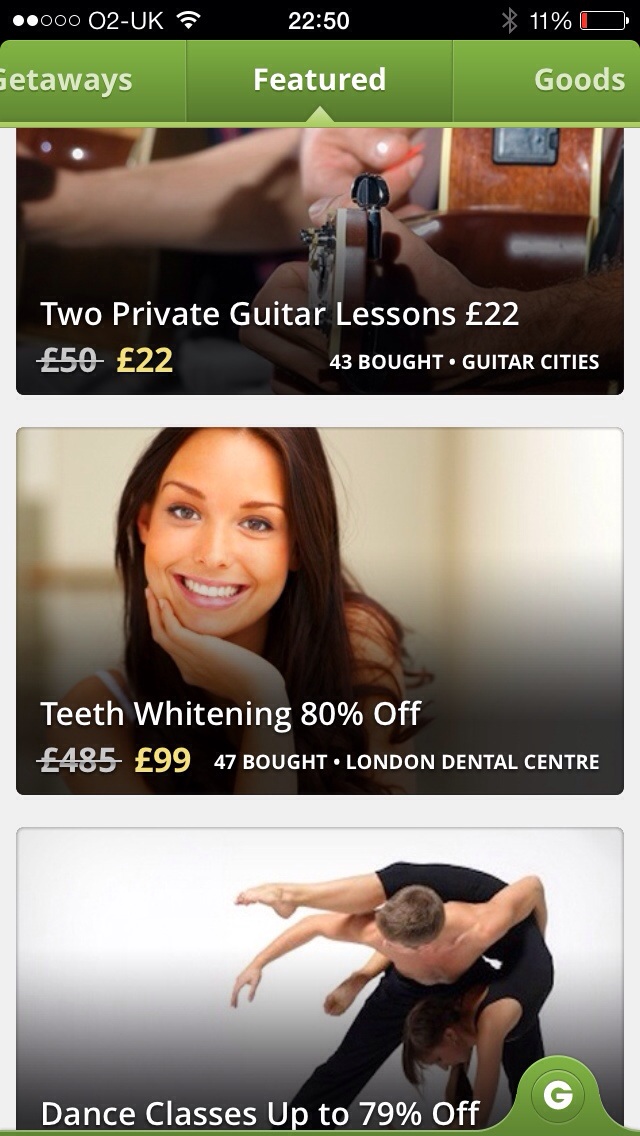 O2-UK 22:50 11%
Getaways Featured Goods
Two Private Guitar Lessons £22
£50 £22 43 BOUGHT • GUITAR CITIES
Teeth Whitening 80% Off
£485 £99 47 BOUGHT • LONDON DENTAL CENTRE
Dance Classes Up to 79% Off
G